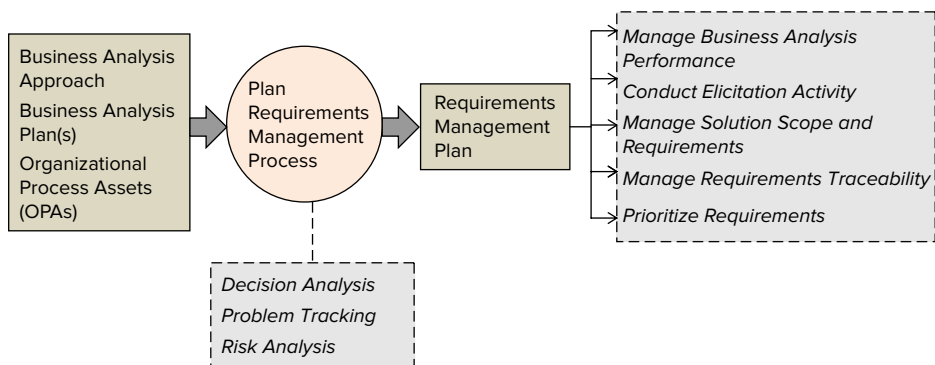 Business Analysis
Approach
Business Analysis
Plan(s)
Organizational
Process Assets
(OPAs)
Plan
Requirements
Management
Process
Requirements
Management
Plan
Manage Business Analysis
Performance
Conduct Elicitation Activity
Manage Solution Scope and
Requirements
Manage Requirements Traceability
Prioritize Requirements
Decision Analysis
Problem Tracking
Risk Analysis